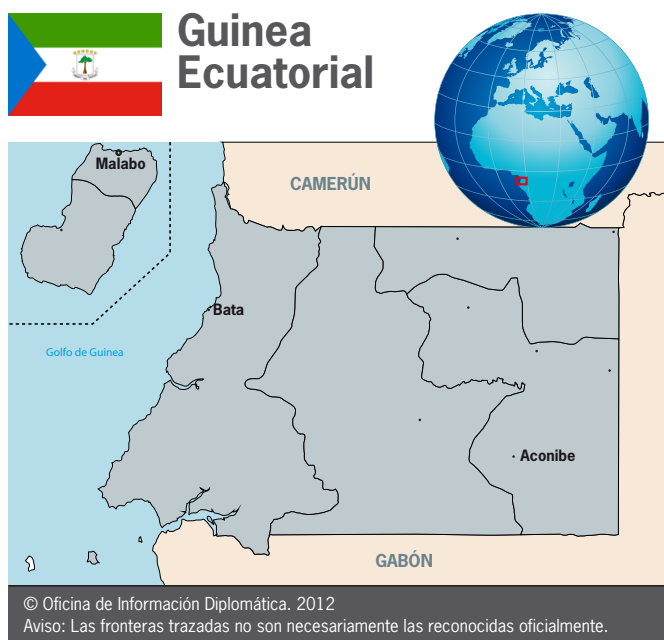 Guinea
Ecuatorial
Malabo
CAMERÚN
Bata
Golfo de Guinea
Aconibe
GABÓN
© Oficina de Información Diplomática. 2012
Aviso: Las fronteras trazadas no son necesariamente las reconocidas oficialmente.